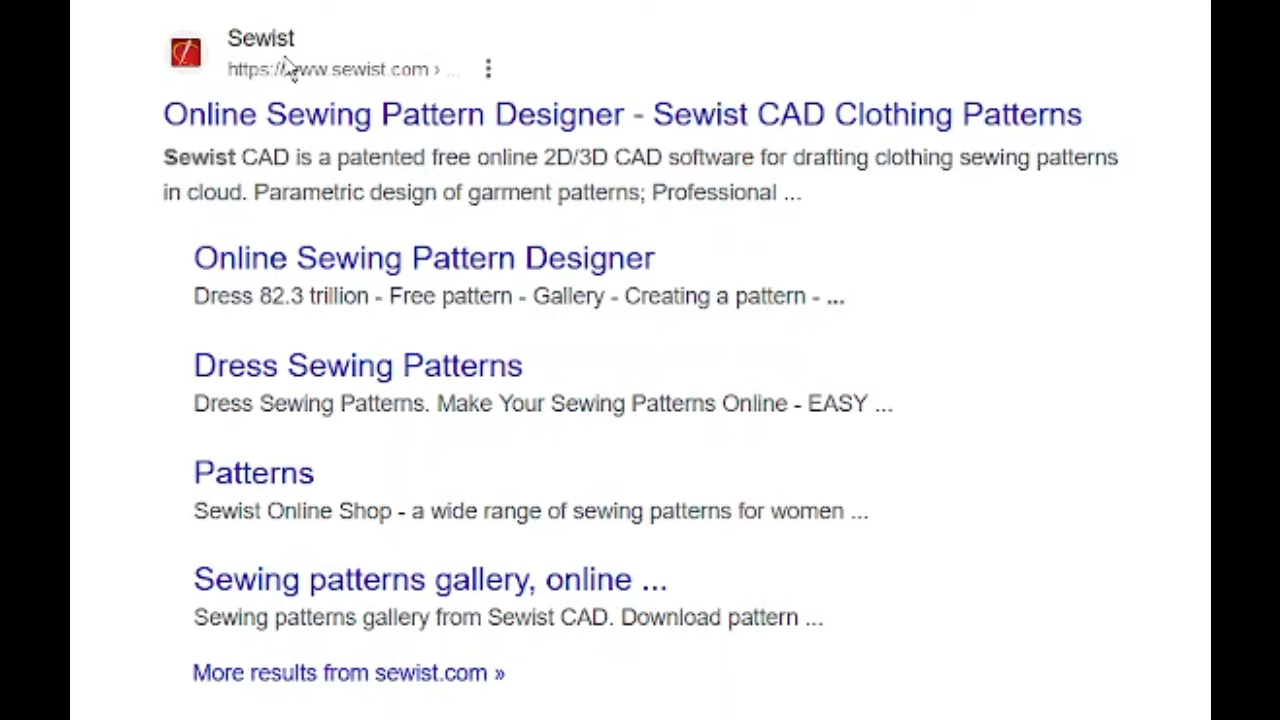 Sewist
https://www.sewist.com › ...
Online Sewing Pattern Designer - Sewist CAD Clothing Patterns
Sewist CAD is a patented free online 2D/3D CAD software for drafting clothing sewing patterns
in cloud. Parametric design of garment patterns; Professional ...
Online Sewing Pattern Designer
Dress 82.3 trillion - Free pattern - Gallery - Creating a pattern - ...
Dress Sewing Patterns
Dress Sewing Patterns. Make Your Sewing Patterns Online - EASY ...
Patterns
Sewist Online Shop - a wide range of sewing patterns for women ...
Sewing patterns gallery, online ...
Sewing patterns gallery from Sewist CAD. Download pattern ...
More results from sewist.com »